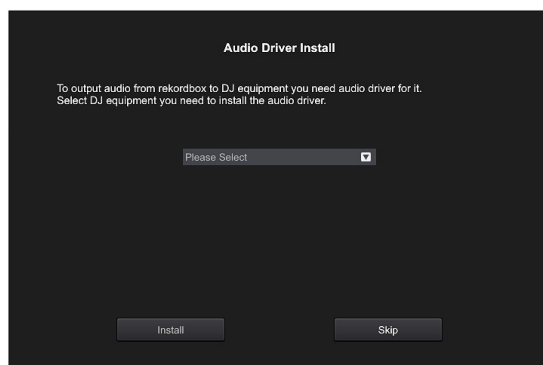 Audio Driver Install
To output audio from rekordbox to DJ equipment you need audio driver for it.
Select DJ equipment you need to install the audio driver.
Please Select
Install
Skip